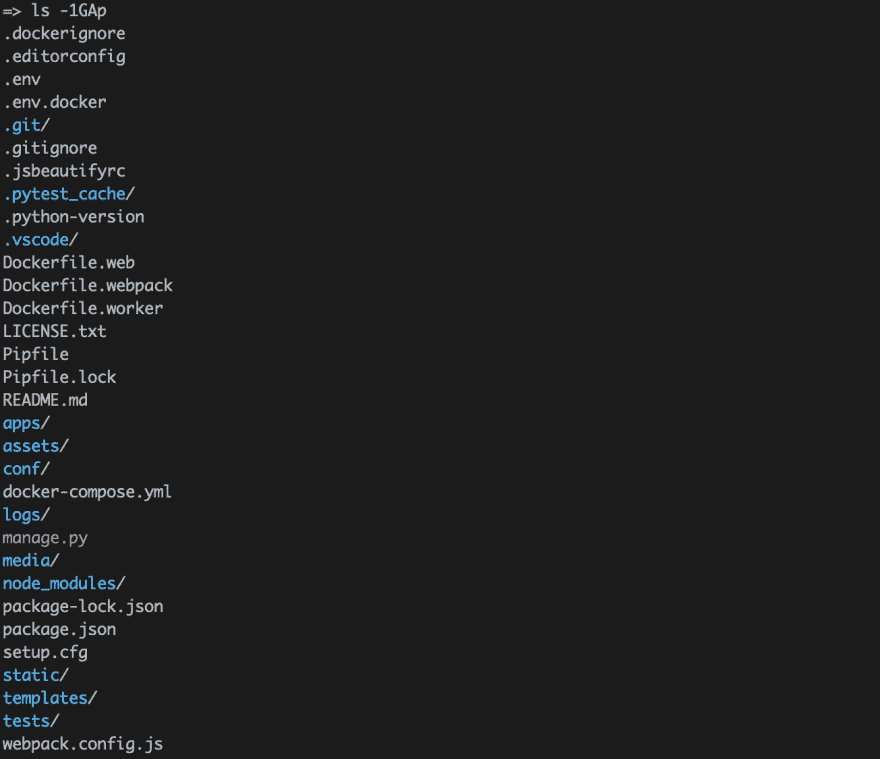 => ls -1GAp
.dockerignore
.editorconfig
.env
.env.docker
.git/
.gitignore
.jsbeautifyrc
.pytest_cache/
.python-version
.vscode/
Dockerfile.web
Dockerfile.webpack
Dockerfile.worker
LICENSE.txt
Pipfile
Pipfile.lock
README.md
apps/
assets/
conf/
docker-compose.yml
logs/
manage.py
media/
node_modules/
package-lock.json
package.json
setup.cfg
static/
templates/
tests/
webpack.config.js